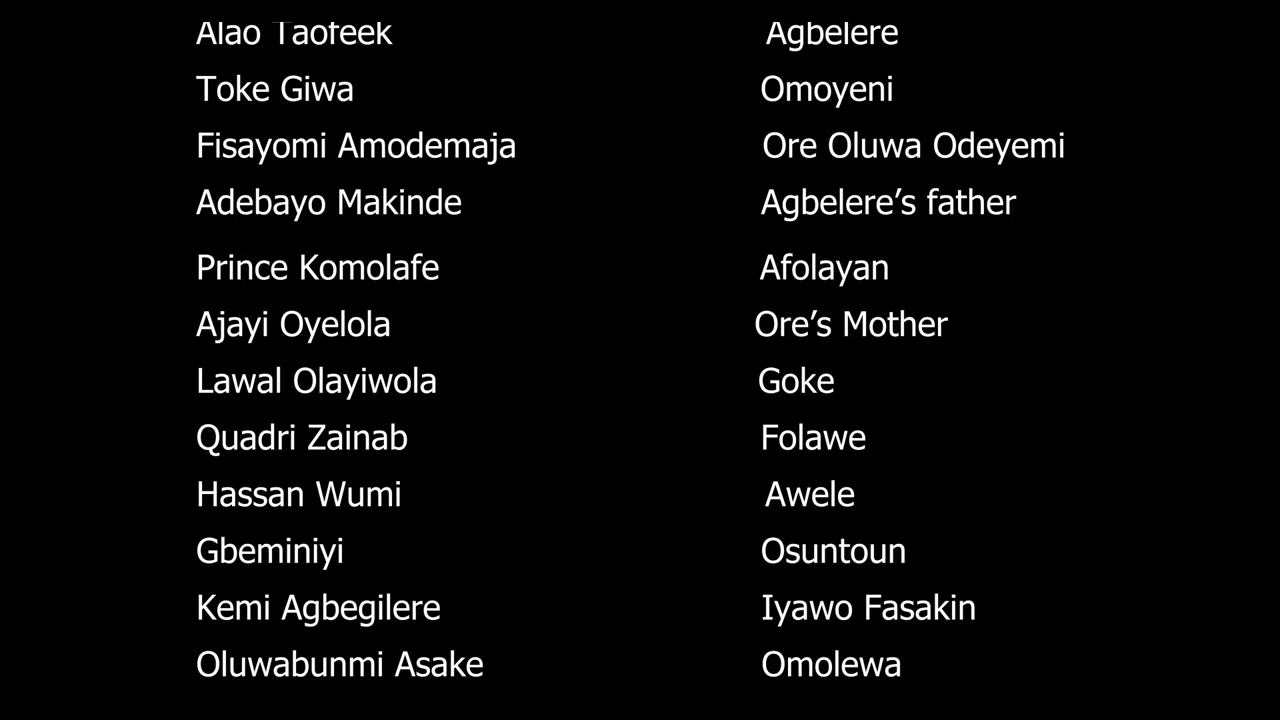 Alao Taofeek Agbelere
Toke Giwa Omoyeni
Fisayomi Amodemaja Ore Oluwa Odeyemi
Adebayo Makinde Agbelere’s father
Prince Komolafe Afolayan
Ajayi Oyelola Ore’s Mother
Lawal Olayiwola Goke
Quadri Zainab Folawe
Hassan Wumi Awele
Gbeminiyi Osuntoun
Kemi Agbegilere Iyawo Fasakin
Oluwabunmi Asake Omolewa